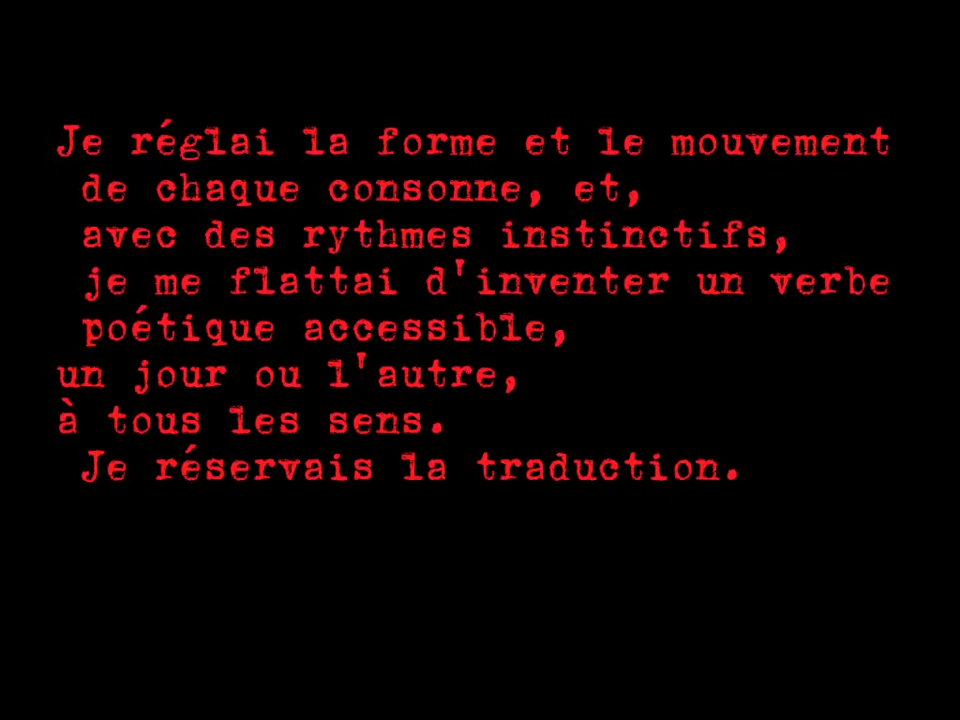 Je réglai la forme et le mouvement
de chaque consonne, et,
avec des rythmes instinctifs,
je me flattai d'inventer un verbe
poétique accessible,
un jour ou l'autre,
à tous les sens.
Je réservais la traduction.